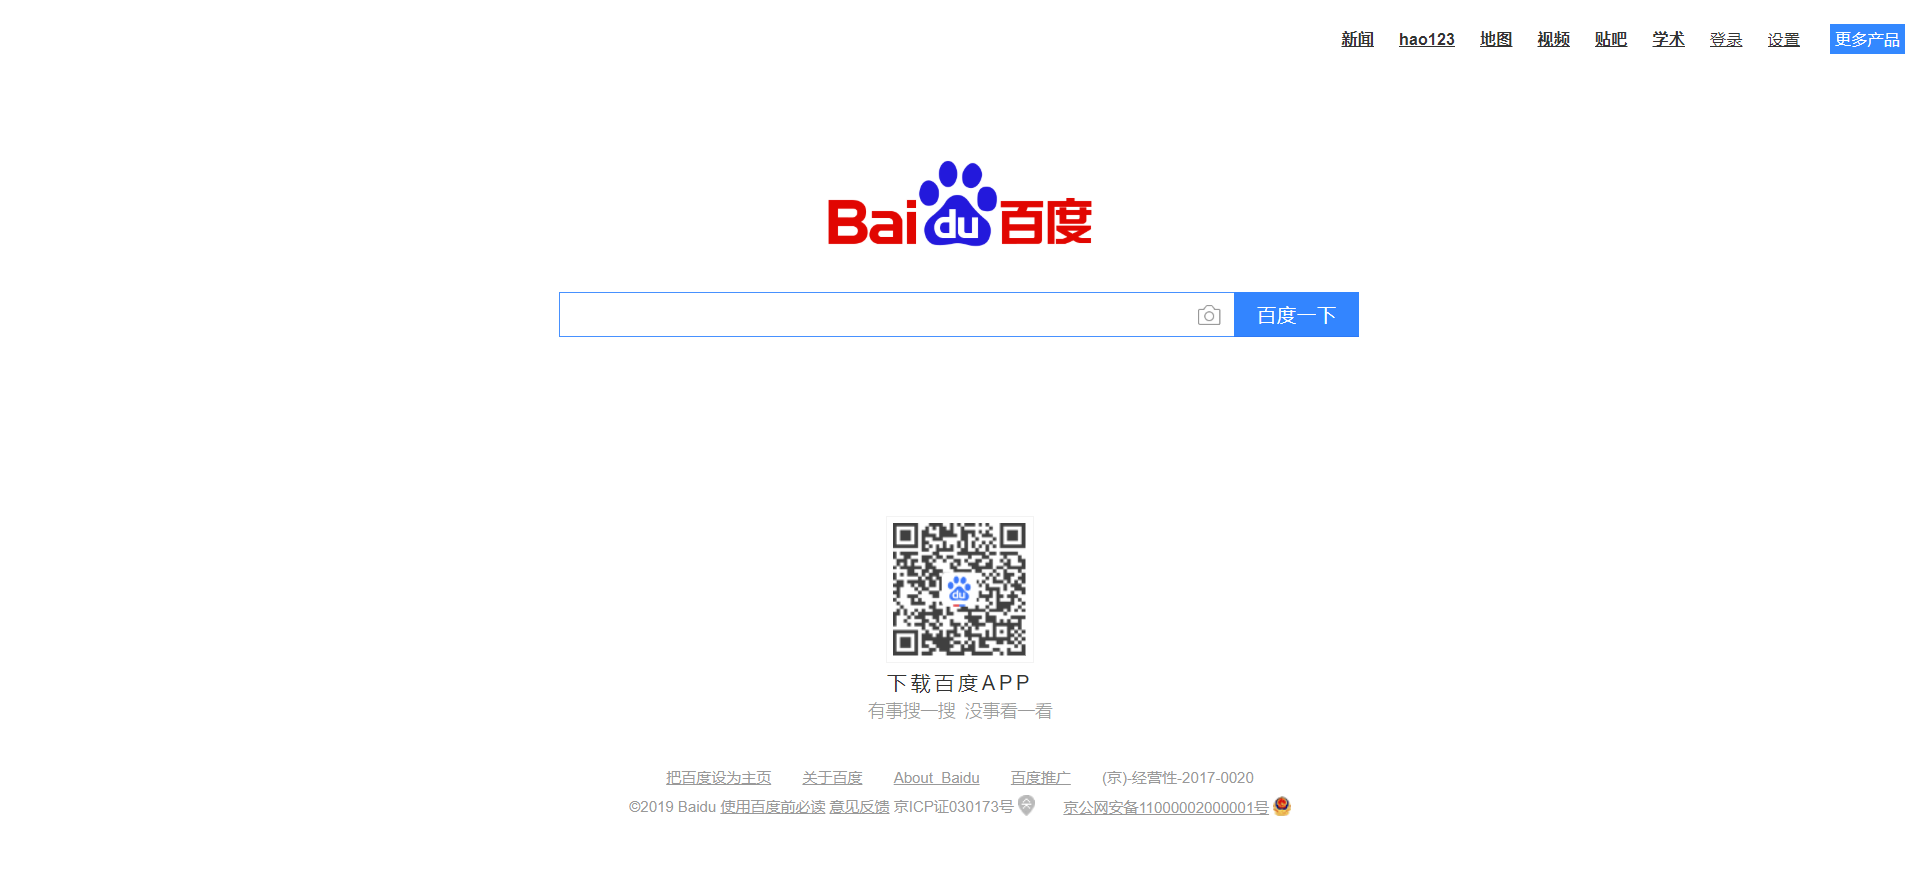 新闻 hao123 地图 视频 贴吧 学术 登录 设置 更多产品
Bai du 百度
百度一下
du
下载百度APP
有事搜一搜 没事看一看
把百度设为主页 关于百度 About Baidu 百度推广 (京)-经营性-2017-0020
©2019 Baidu 使用百度前必读 意见反馈 京ICP证030173号 京公网安备11000002000001号